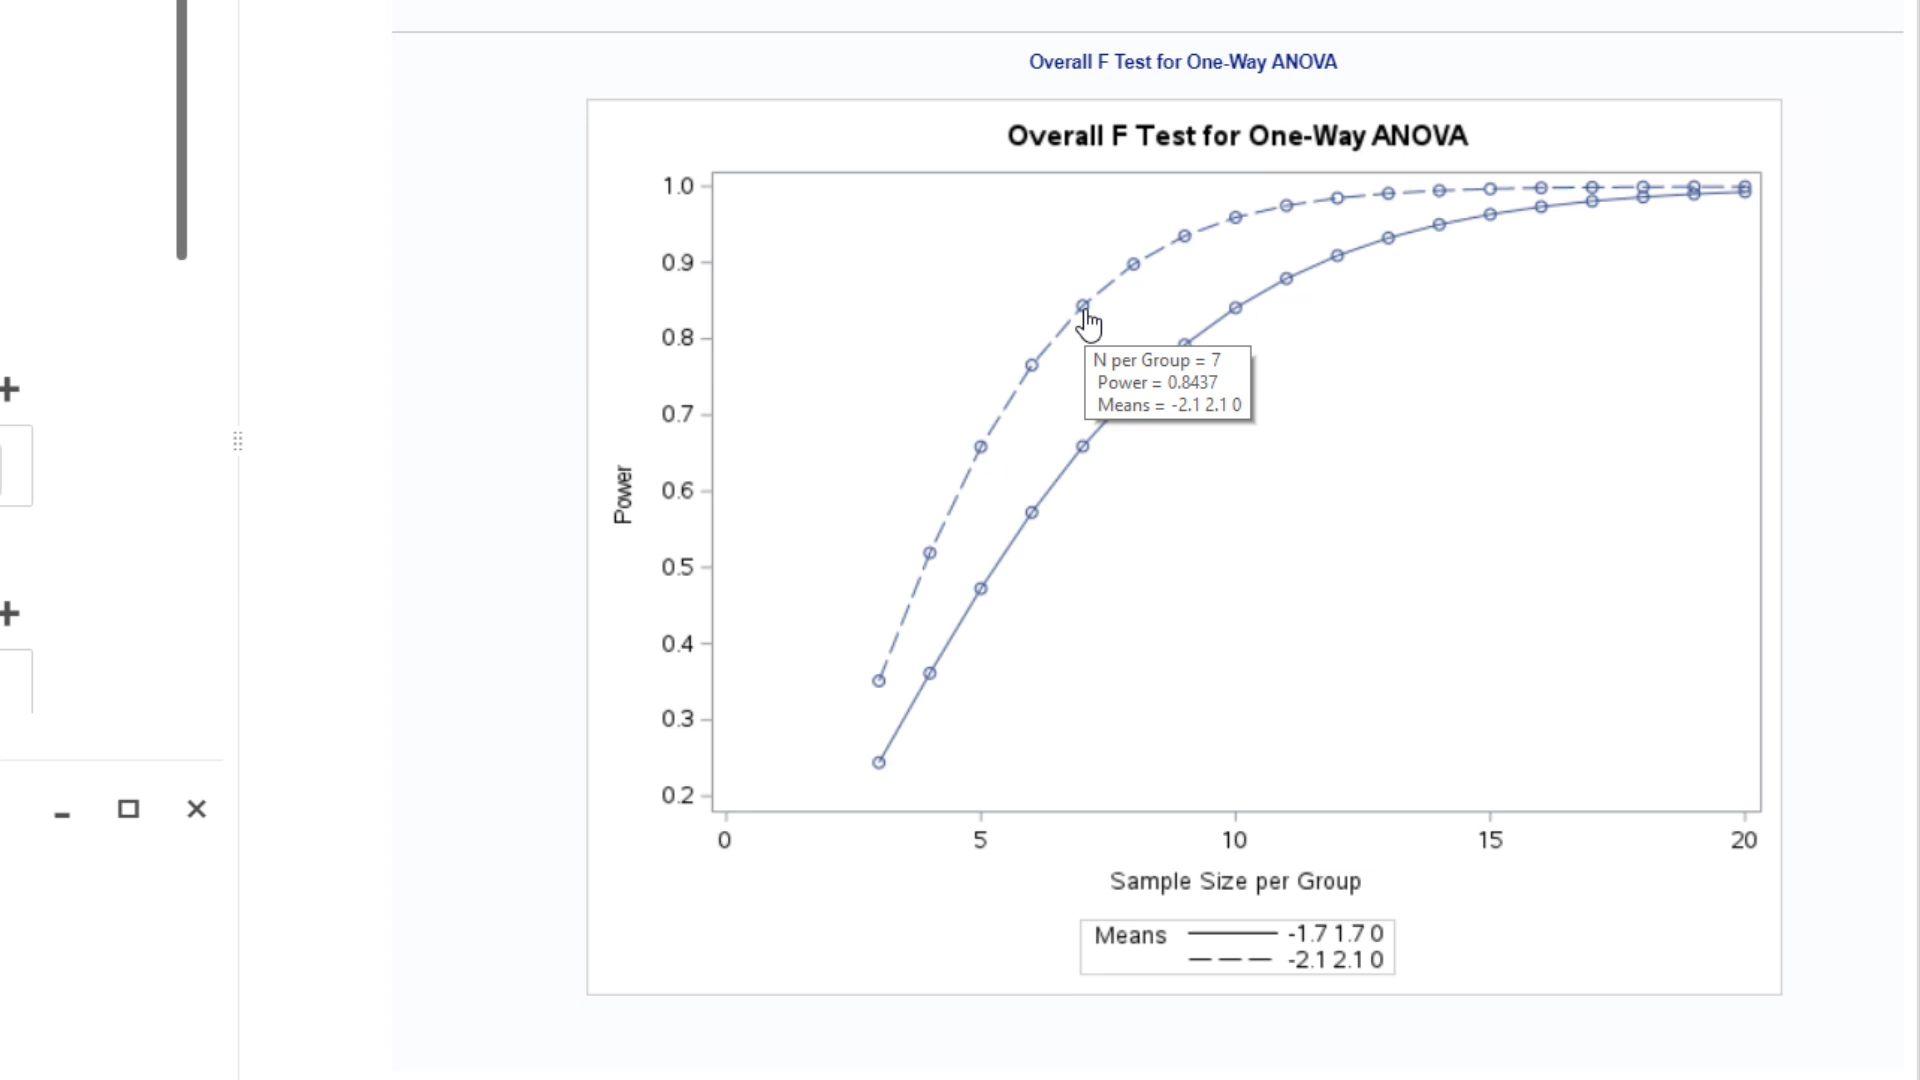 Overall F Test for One-Way ANOVA
Overall F Test for One-Way ANOVA
1.0
0.9
0.8
0.7
0.6
0.5
0.4
0.3
0.2
Power
N per Group = 7
Power = 0.8437
Means = -2.1 2.1 0
0 5 10 15 20
Sample Size per Group
Means -1.7 1.7 0
-2.1 2.1 0